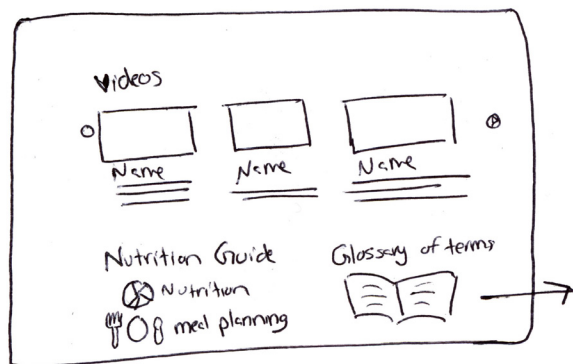 Videos
Name Name Name
Nutrition Guide Glossary of terms
Nutrition
meal planning